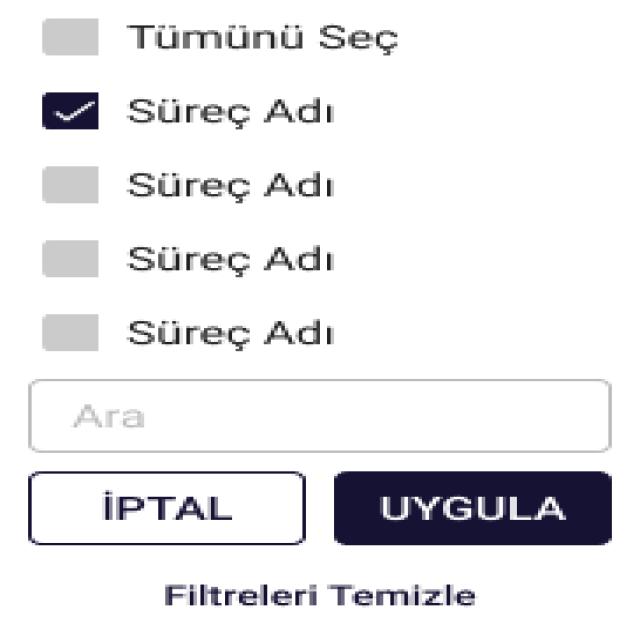 Tümünü Seç
Süreç Adı
Süreç Adı
Süreç Adı
Süreç Adı
Ara
İPTAL UYGULA
Filtreleri Temizle